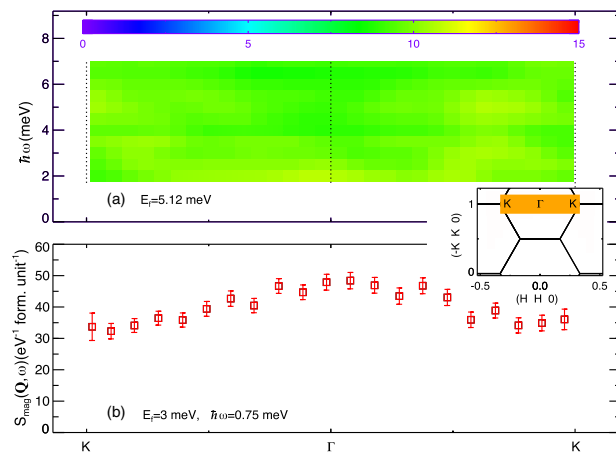 8
6
4
2
0
ℏω(meV)
0 5 10 15
(a) E_f=5.12 meV
K Γ K
1
0
(-K K 0)
-0.5 0.0 0.5
(H H 0)
60
50
40
30
20
10
0
S_mag(Q,ω)(eV⁻¹ form. unit⁻¹)
(b) E_f=3 meV, ℏω=0.75 meV
K Γ K